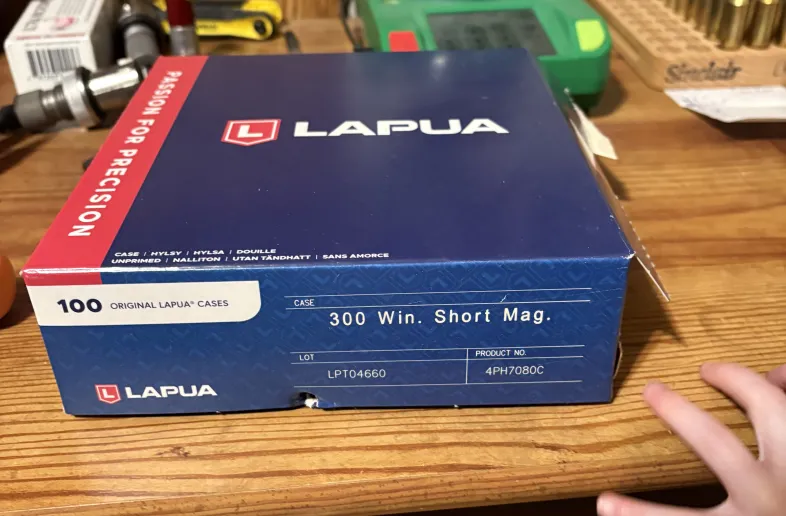 PASSION FOR PRECISION
L LAPUA
CASE | HYLSY | HYLSA | DOUILLE
UNPRIMED | NALLITON | UTAN TÄNDHATT | SANS AMORCE
100 ORIGINAL LAPUA® CASES
CASE
300 Win. Short Mag.
LOT
PRODUCT NO.
LPT04660
4PH7080C
L LAPUA
Sinclair